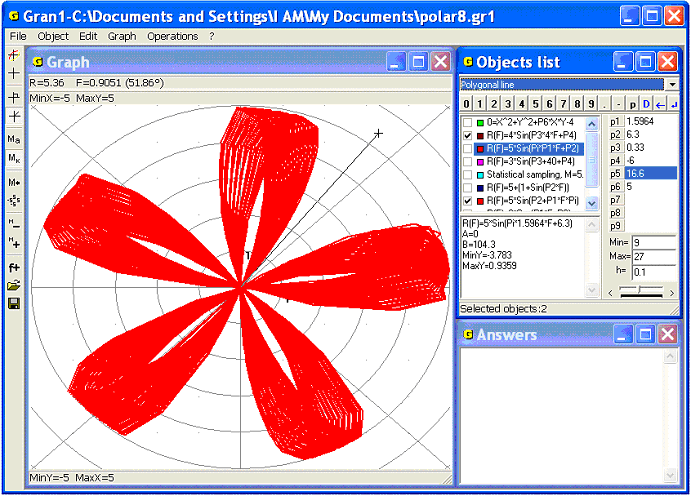 Gran1-C:\Documents and Settings\I AM\My Documents\polar8.gr1
File Object Edit Graph Operations ?
Graph
R=5.36 F=0.9051 (51.86°)
MinX=-5 MaxY=5
MinY=-5 MaxX=5
Objects list
Polygonal line
0 1 2 3 4 5 6 7 8 9 . - p D
0=X^2+Y^2+P6*X*Y-4
R(F)=4*Sin(P3*4*F+P4)
R(F)=5*Sin(Pi*P1*F+P2)
R(F)=3*Sin(P3+40+P4)
Statistical sampling, M=5.
R(F)=5+(1+Sin(P2*F))
R(F)=5*Sin(P2+P1*F*Pi)
p1 1.5964
p2 6.3
p3 0.33
p4 -6
p5 16.6
p6 5
p7
p8
p9
R(F)=5*Sin(Pi*1.5964*F+6.3)
A=0
B=104.3
MinY=-3.783
MaxY=0.9359
Min= 9
Max= 27
h= 0.1
< >
Selected objects:2
Answers